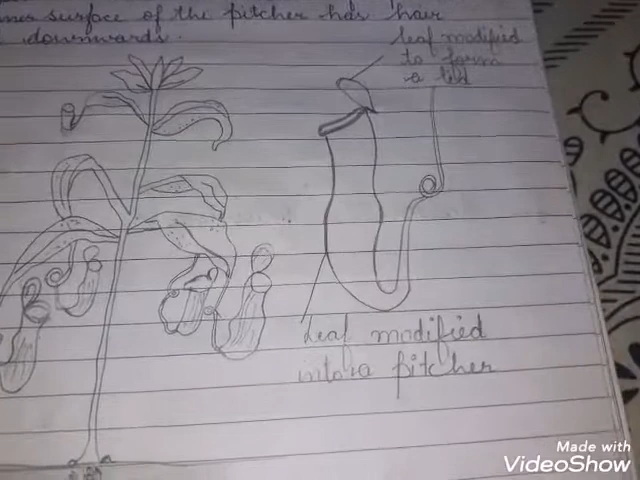 surface of the pitcher has hair
downwards.
Leaf modified
to form
a lid
Leaf modified
into a pitcher
Made with
VideoShow